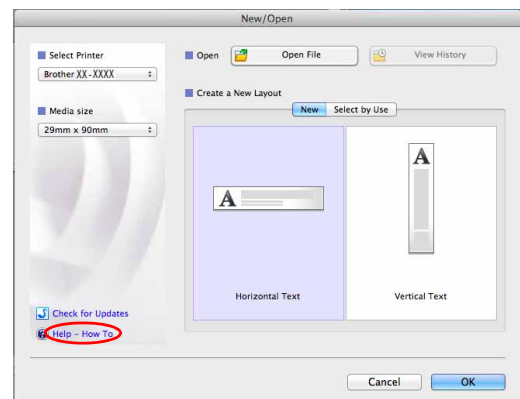 New/Open
Select Printer
Brother XX-XXXX
Media size
29mm x 90mm
Check for Updates
Help - How To
Open
Open File
View History
Create a New Layout
New
Select by Use
A
Horizontal Text
A
Vertical Text
Cancel
OK